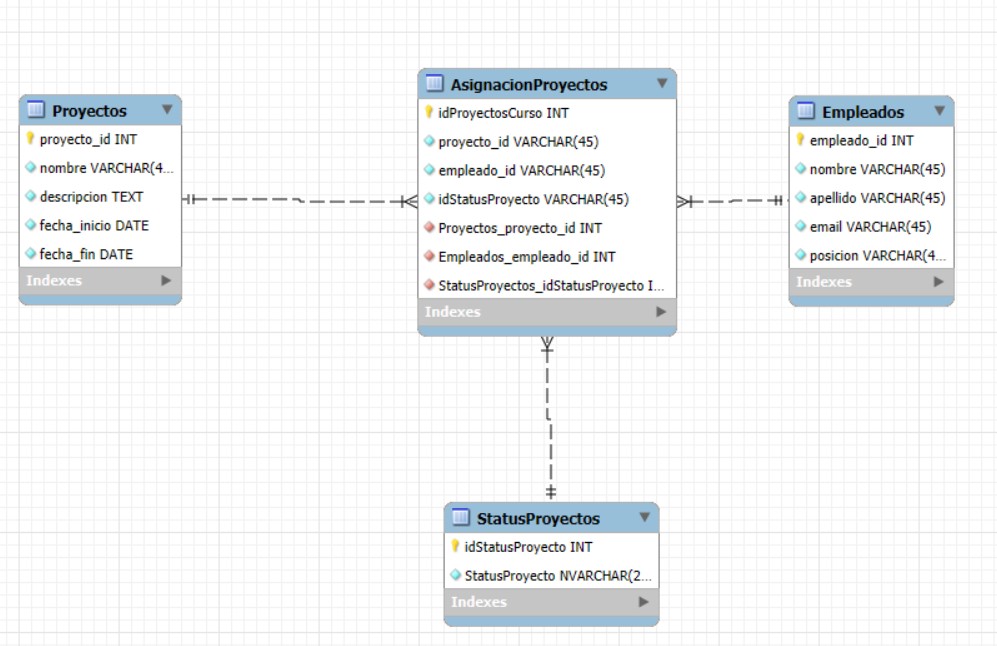 Proyectos
proyecto_id INT
nombre VARCHAR(4...
descripcion TEXT
fecha_inicio DATE
fecha_fin DATE
Indexes
AsignacionProyectos
idProyectosCurso INT
proyecto_id VARCHAR(45)
empleado_id VARCHAR(45)
idStatusProyecto VARCHAR(45)
Proyectos_proyecto_id INT
Empleados_empleado_id INT
StatusProyectos_idStatusProyecto I...
Indexes
Empleados
empleado_id INT
nombre VARCHAR(45)
apellido VARCHAR(45)
email VARCHAR(45)
posicion VARCHAR(4...
Indexes
StatusProyectos
idStatusProyecto INT
StatusProyecto NVARCHAR(2...
Indexes